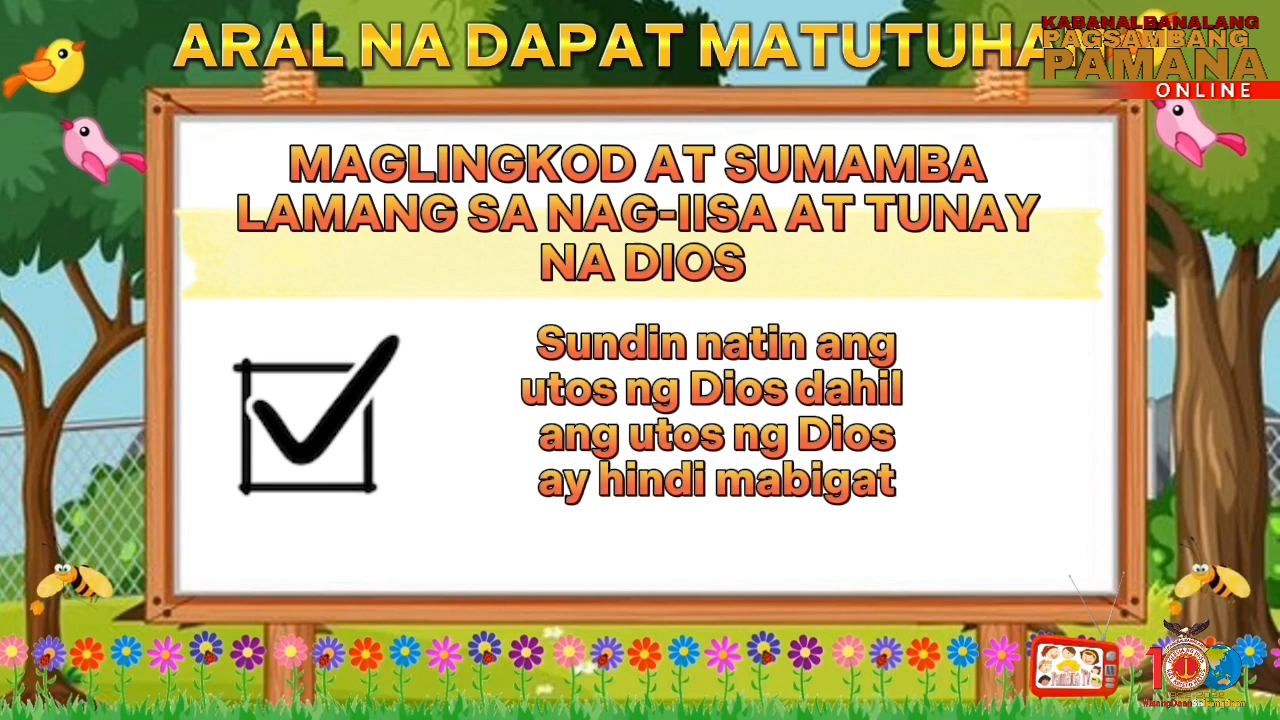 ARAL NA DAPAT MATUTUHA
KABANALBANALANG
PAGSAMBANG
PAMANA
ONLINE
MAGLINGKOD AT SUMAMBA
LAMANG SA NAG-IISA AT TUNAY
NA DIOS
Sundin natin ang
utos ng Dios dahil
ang utos ng Dios
ay hindi mabigat